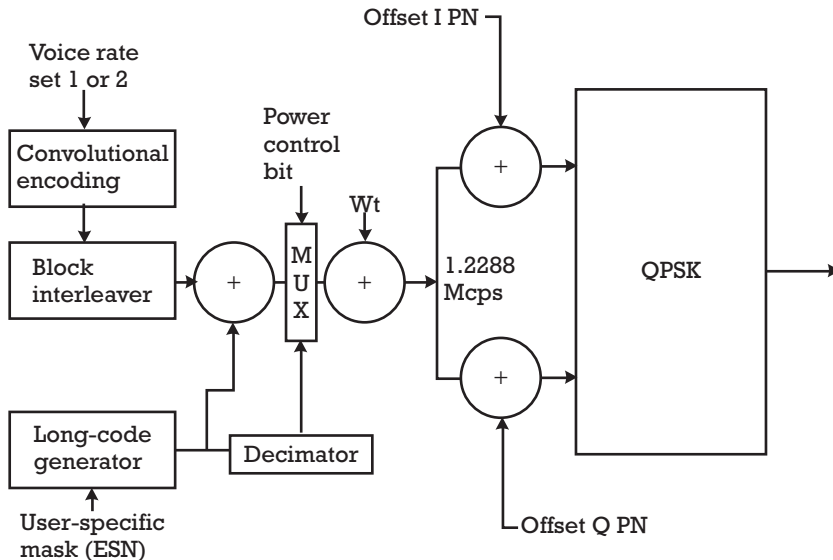 Offset I PN
Voice rate
set 1 or 2
Convolutional
encoding
Power
control
bit
+
Wt
Block
interleaver
+
M
U
X
+
1.2288
Mcps
QPSK
+
Long-code
generator
Decimator
User-specific
mask (ESN)
Offset Q PN